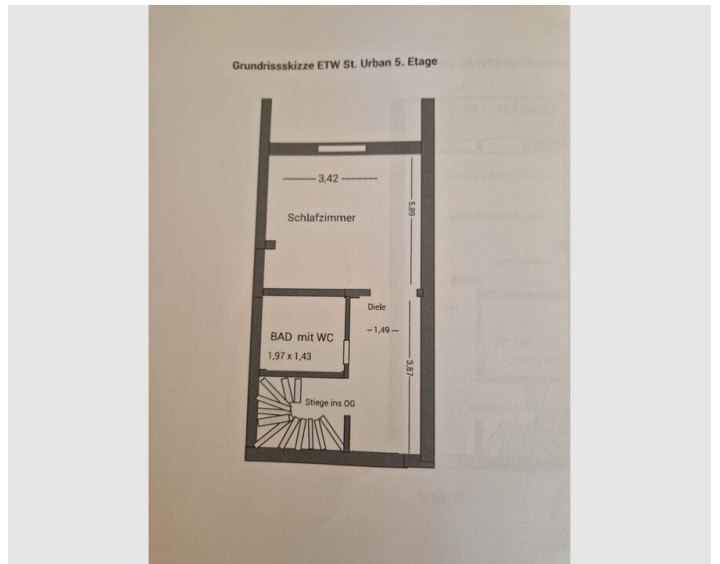 Grundrissskizze ETW St. Urban 5. Etage
3,42
5,89
Schlafzimmer
Diele
1,49
BAD mit WC
1,97 x 1,43
3,87
Stiege ins OG